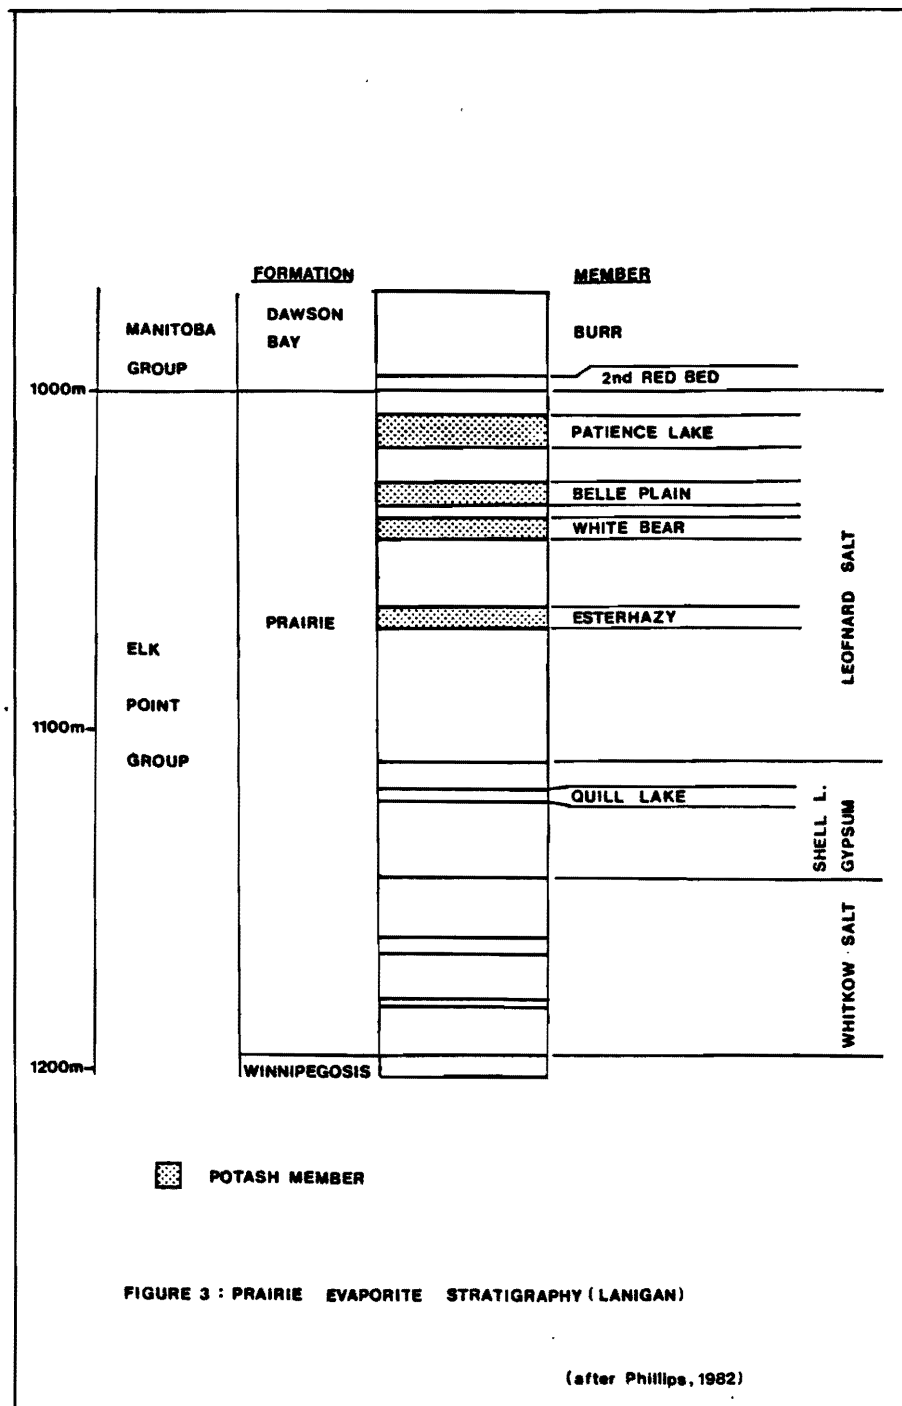 FORMATION
MEMBER
MANITOBA
GROUP
DAWSON
BAY
BURR
2nd RED BED
1000m
PATIENCE LAKE
BELLE PLAIN
WHITE BEAR
ESTERHAZY
PRAIRIE
ELK
POINT
GROUP
1100m
LEOFNARD SALT
QUILL LAKE
SHELL L.
GYPSUM
WHITKOW SALT
1200m
WINNIPEGOSIS
POTASH MEMBER
FIGURE 3 : PRAIRIE EVAPORITE STRATIGRAPHY (LANIGAN)
(after Phillips, 1982)